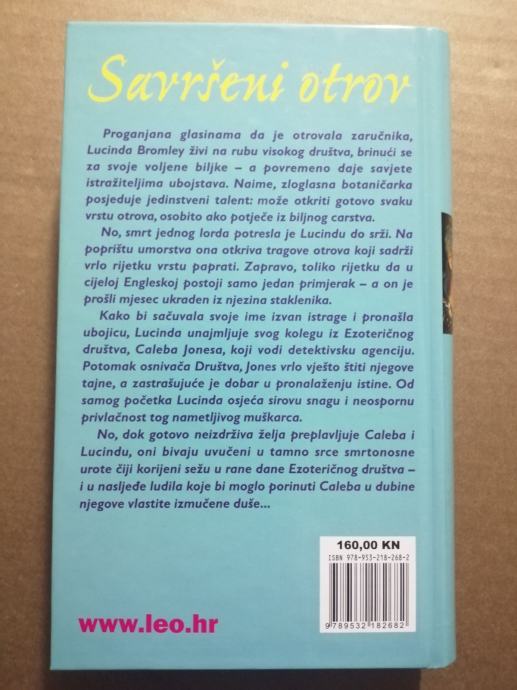 Savršeni otrov
Proganjana glasinama da je otrovala zaručnika,
Lucinda Bromley živi na rubu visokog društva, brinući se
za svoje voljene biljke – a povremeno daje savjete
istražiteljima ubojstava. Naime, zloglasna botaničarka
posjeduje jedinstveni talent: može otkriti gotovo svaku
vrstu otrova, osobito ako potječe iz biljnog carstva.
No, smrt jednog lorda potresla je Lucindu do srži. Na
poprištu umorstva ona otkriva tragove otrova koji sadrži
vrlo rijetku vrstu paprati. Zapravo, toliko rijetku da u
cijeloj Engleskoj postoji samo jedan primjerak – a on je
prošli mjesec ukraden iz njezina staklenika.
Kako bi sačuvala svoje ime izvan istrage i pronašla
ubojicu, Lucinda unajmljuje svog kolegu iz Ezoteričnog
društva, Caleba Jonesa, koji vodi detektivsku agenciju.
Potomak osnivača Društva, Jones vrlo vješto štiti njegove
tajne, a zastrašujuće je dobar u pronalaženju istine. Od
samog početka Lucinda osjeća sirovu snagu i neospornu
privlačnost tog nametljivog muškarca.
No, dok gotovo neizdrživa želja preplavljuje Caleba i
Lucindu, oni bivaju uvučeni u tamno srce smrtonosne
urote čiji korijeni sežu u rane dane Ezoteričnog društva –
i u nasljeđe ludila koje bi moglo porinuti Caleba u dubine
njegove vlastite izmučene duše...
160,00 KN
ISBN 978-953-218-268-2
9 789532 182682
www.leo.hr